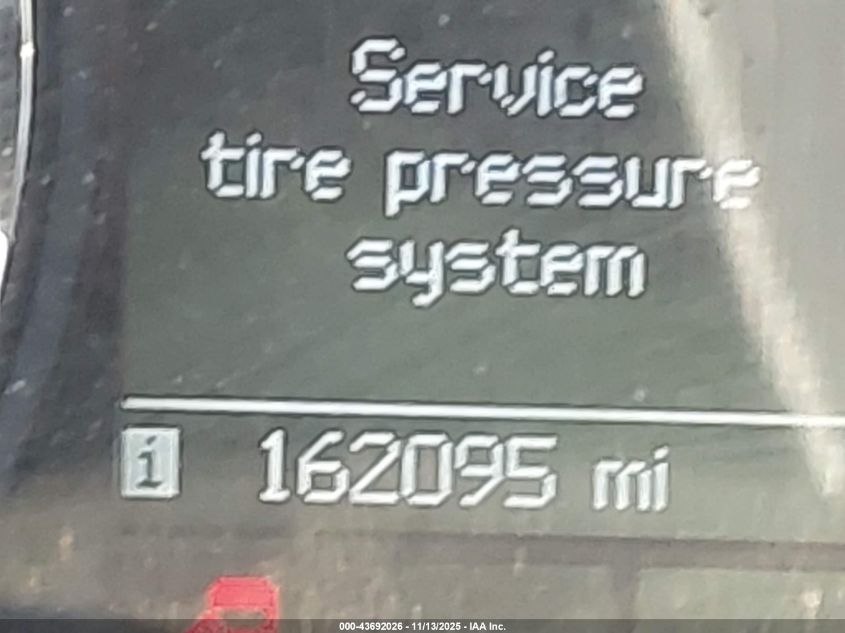 Service
tire pressure
system
i 162095 mi
000-43692026 - 11/13/2025 - IAA Inc.